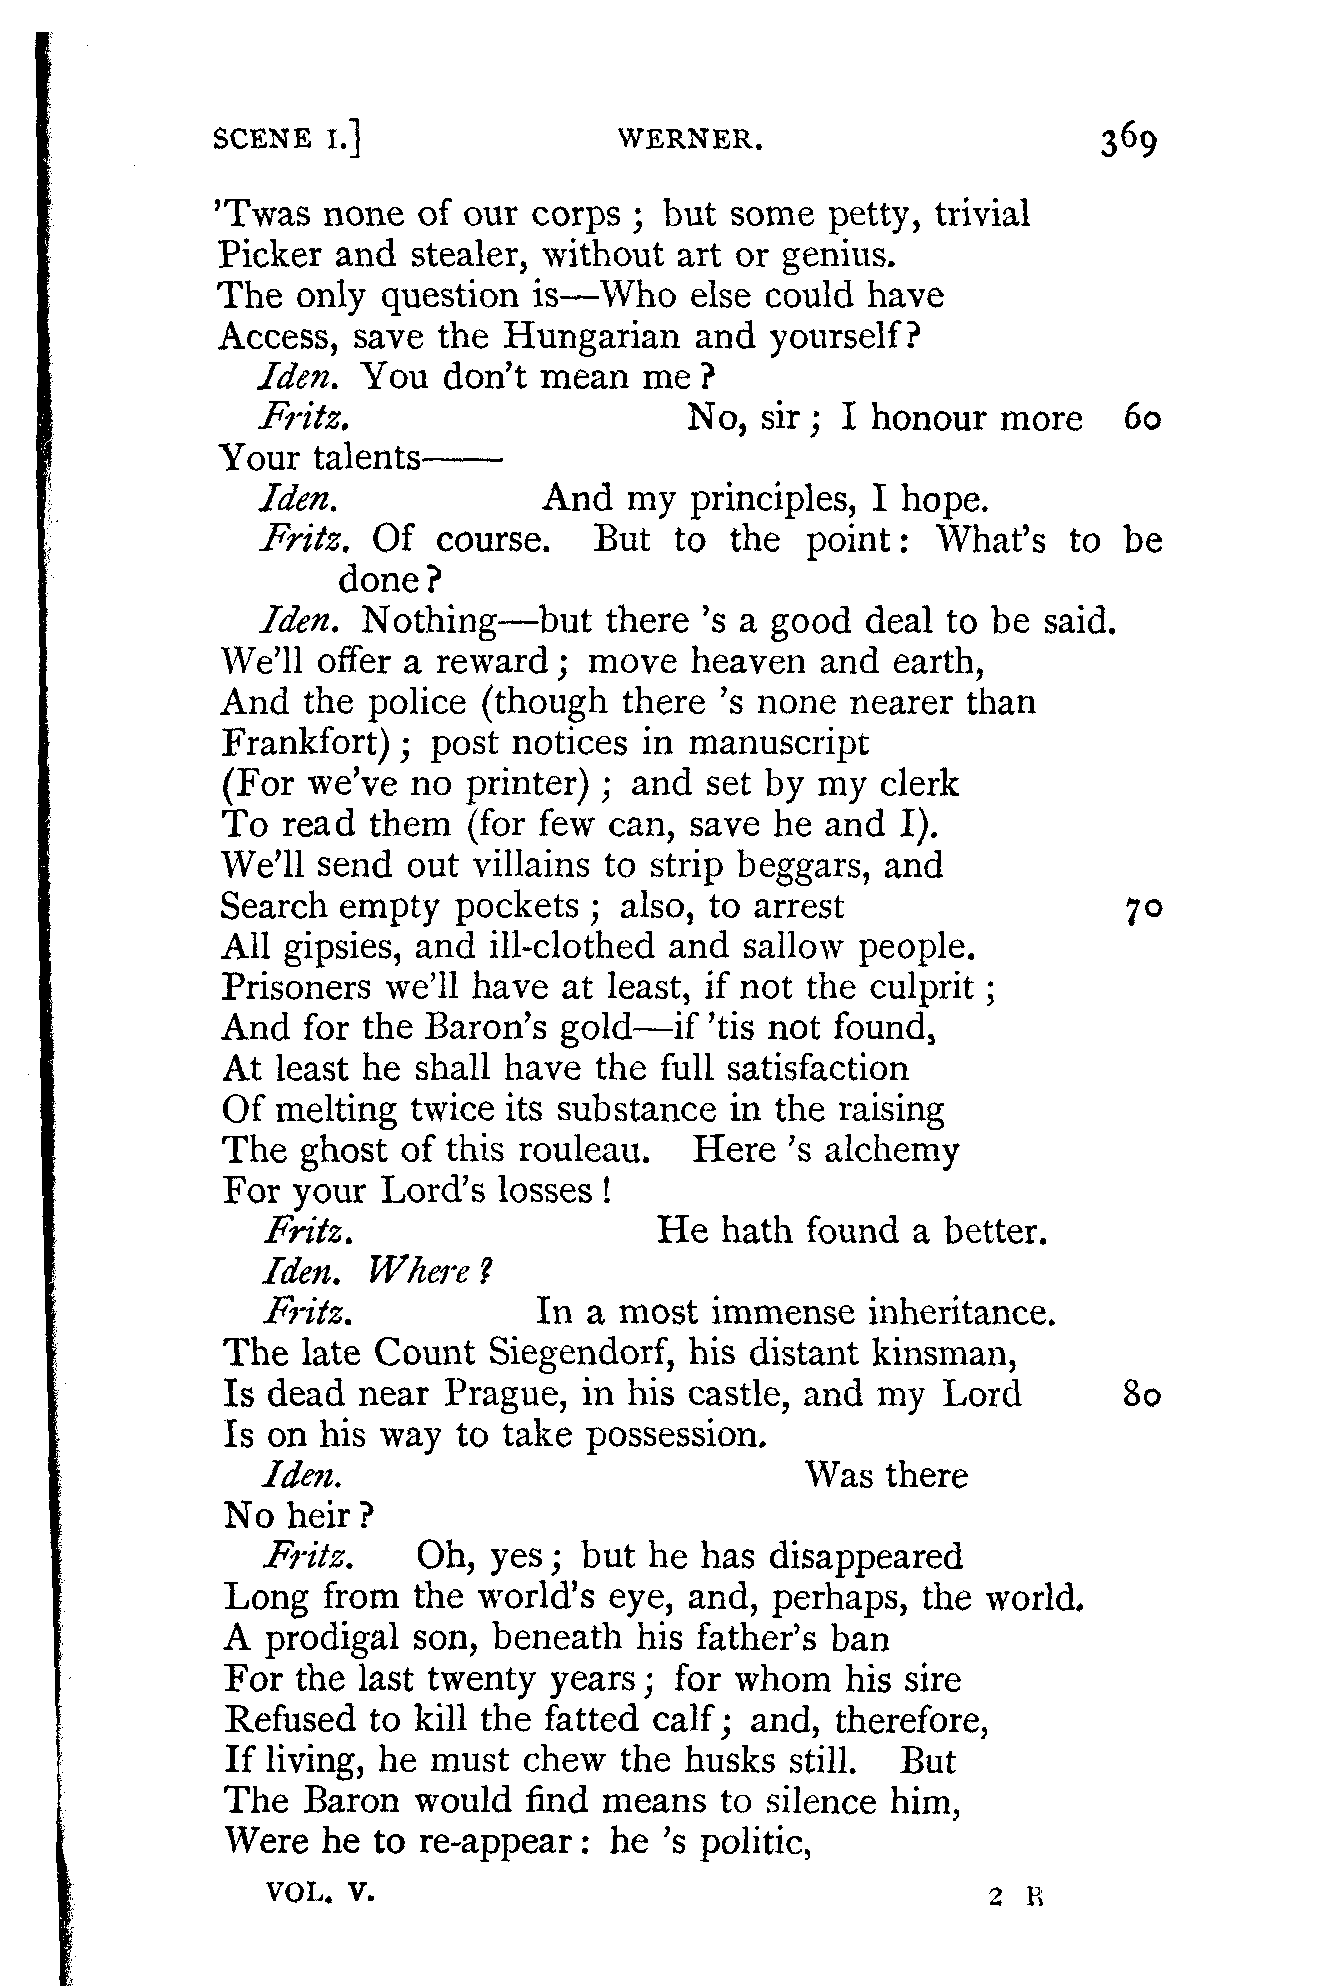 SCENE I.] WERNER. 369
'Twas none of our corps ; but some petty, trivial
Picker and stealer, without art or genius.
The only question is—Who else could have
Access, save the Hungarian and yourself?
Iden. You don't mean me ?
Fritz. No, sir ; I honour more 60
Your talents——
Iden. And my principles, I hope.
Fritz. Of course. But to the point : What's to be
done ?
Iden. Nothing—but there 's a good deal to be said.
We'll offer a reward ; move heaven and earth,
And the police (though there 's none nearer than
Frankfort) ; post notices in manuscript
(For we've no printer) ; and set by my clerk
To read them (for few can, save he and I).
We'll send out villains to strip beggars, and
Search empty pockets ; also, to arrest 70
All gipsies, and ill-clothed and sallow people.
Prisoners we'll have at least, if not the culprit ;
And for the Baron's gold—if 'tis not found,
At least he shall have the full satisfaction
Of melting twice its substance in the raising
The ghost of this rouleau. Here 's alchemy
For your Lord's losses !
Fritz. He hath found a better.
Iden. Where ?
Fritz. In a most immense inheritance.
The late Count Siegendorf, his distant kinsman,
Is dead near Prague, in his castle, and my Lord 80
Is on his way to take possession.
Iden. Was there
No heir ?
Fritz. Oh, yes ; but he has disappeared
Long from the world's eye, and, perhaps, the world.
A prodigal son, beneath his father's ban
For the last twenty years ; for whom his sire
Refused to kill the fatted calf ; and, therefore,
If living, he must chew the husks still. But
The Baron would find means to silence him,
Were he to re-appear : he 's politic,
VOL. V. 2 B